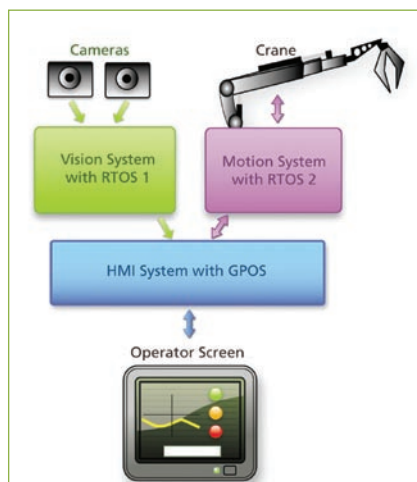 Cameras
Crane
Vision System
with RTOS 1
Motion System
with RTOS 2
HMI System with GPOS
Operator Screen